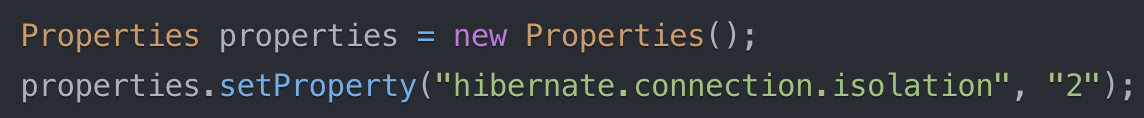 Properties properties = new Properties();
properties.setProperty("hibernate.connection.isolation", "2");